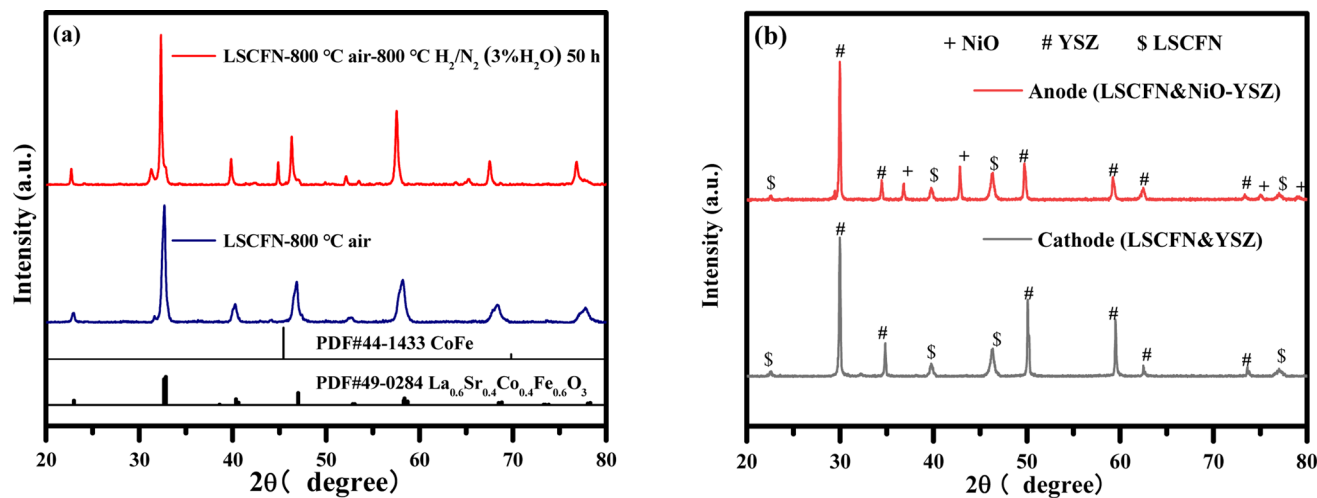 (a)
LSCFN-800 °C air-800 °C H₂/N₂ (3%H₂O) 50 h
LSCFN-800 °C air
PDF#44-1433 CoFe
PDF#49-0284 La₀.₆Sr₀.₄Co₀.₄Fe₀.₆O₃
Intensity (a.u.)
20 30 40 50 60 70 80
2θ( degree)
(b)
+ NiO # YSZ $ LSCFN
Anode (LSCFN&NiO-YSZ)
$ # # + $ + $ # # # # + $ +
Cathode (LSCFN&YSZ)
$ # # $ $ # # # # $
Intensity (a.u.)
20 30 40 50 60 70 80
2θ( degree)